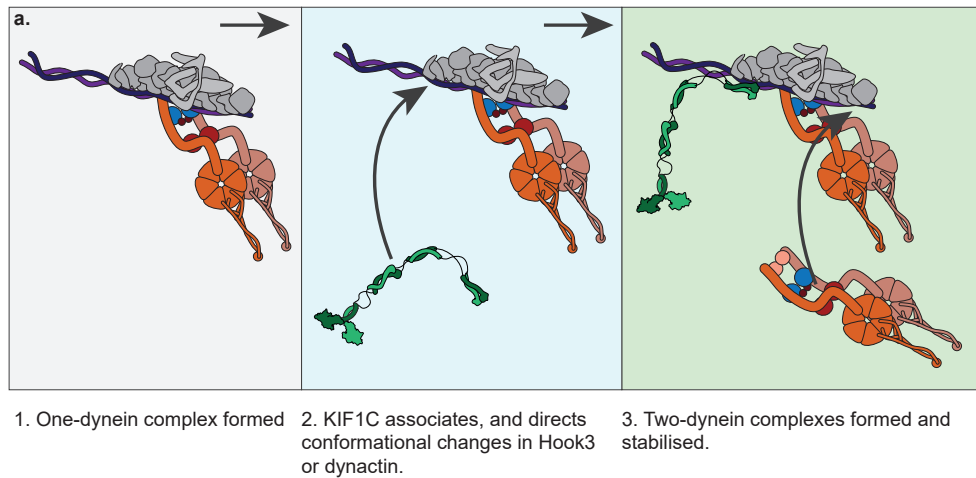 a.
1. One-dynein complex formed
2. KIF1C associates, and directs
conformational changes in Hook3
or dynactin.
3. Two-dynein complexes formed and
stabilised.